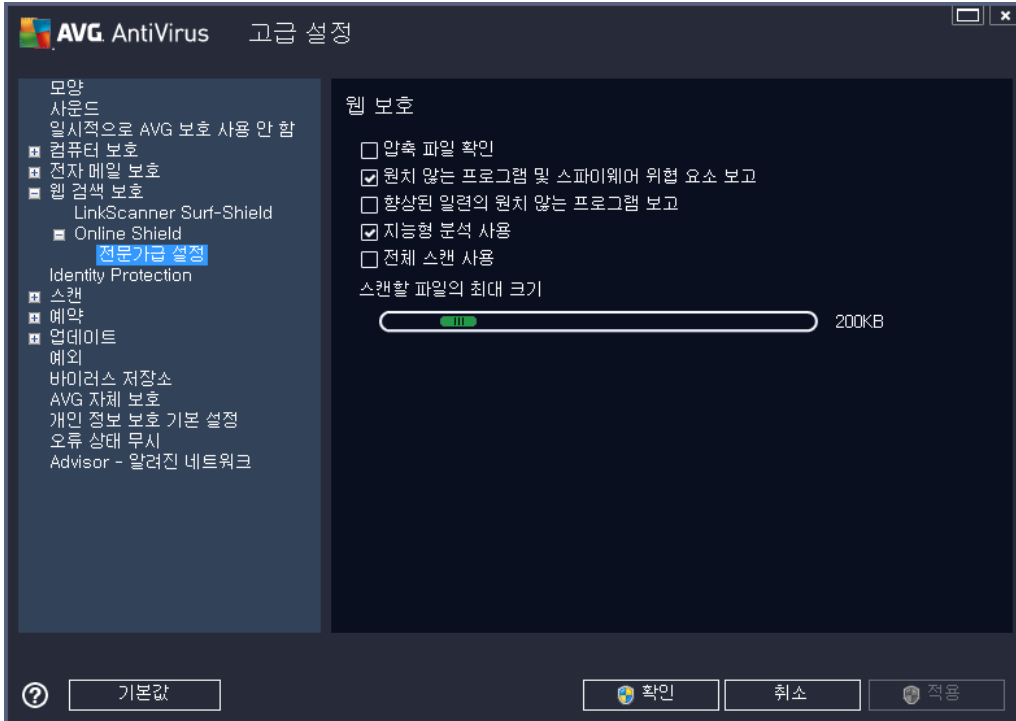 AVG AntiVirus 고급 설정
모양
사운드
일시적으로 AVG 보호 사용 안 함
컴퓨터 보호
전자 메일 보호
웹 검색 보호
LinkScanner Surf-Shield
Online Shield
전문가급 설정
Identity Protection
스캔
예약
업데이트
예외
바이러스 저장소
AVG 자체 보호
개인 정보 보호 기본 설정
오류 상태 무시
Advisor - 알려진 네트워크
웹 보호
압축 파일 확인
원치 않는 프로그램 및 스파이웨어 위협 요소 보고
향상된 일련의 원치 않는 프로그램 보고
지능형 분석 사용
전체 스캔 사용
스캔할 파일의 최대 크기
200KB
기본값
확인
취소
적용